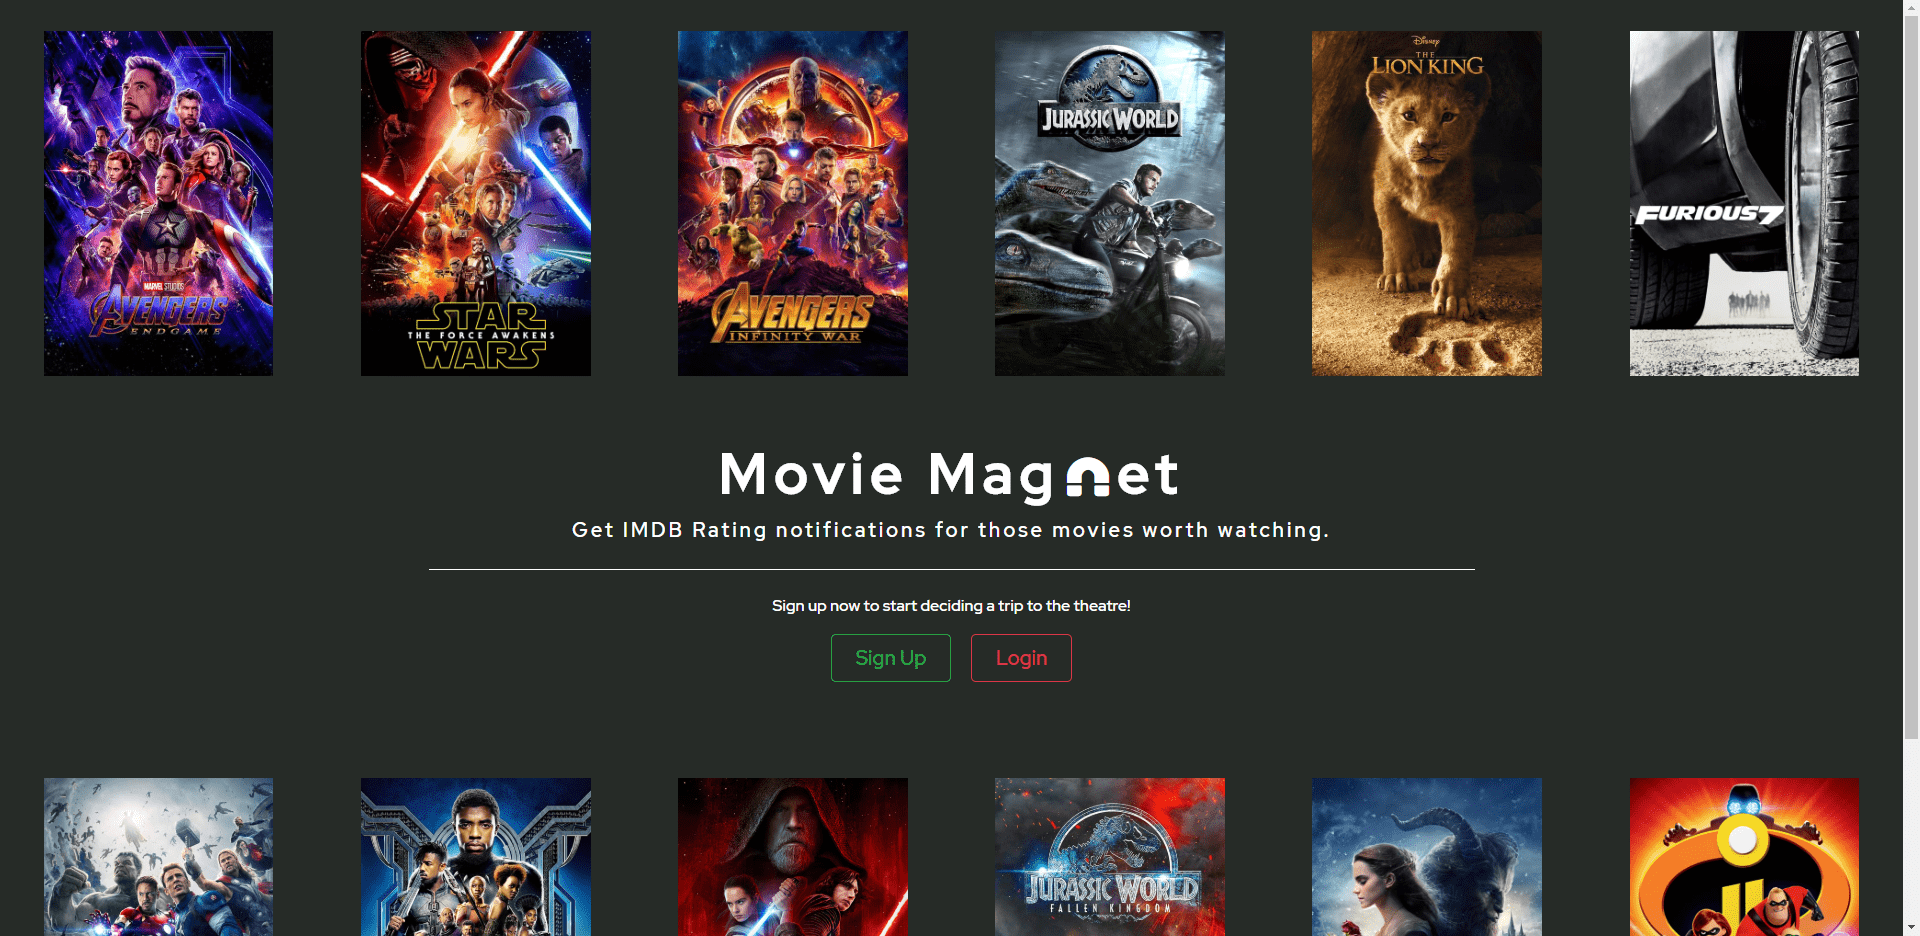 MARVEL STUDIOS
AVENGERS
ENDGAME
STAR
THE FORCE AWAKENS
WARS
AVENGERS
INFINITY WAR
JURASSIC WORLD
Disney
THE
LION KING
FURIOUS 7
Movie Magnet
Get IMDB Rating notifications for those movies worth watching.
Sign up now to start deciding a trip to the theatre!
Sign Up
Login
JURASSIC WORLD
FALLEN KINGDOM